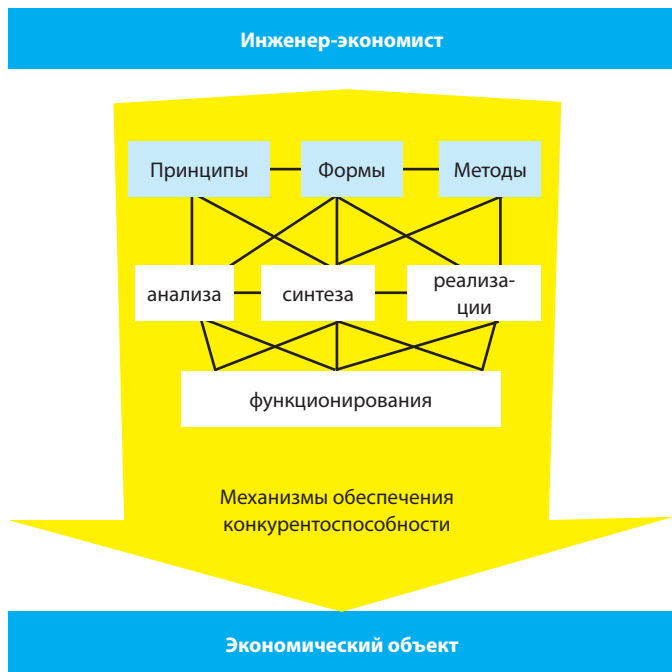 Инженер-экономист
Принципы Формы Методы
анализа синтеза реализа-
ции
функционирования
Механизмы обеспечения
конкурентоспособности
Экономический объект